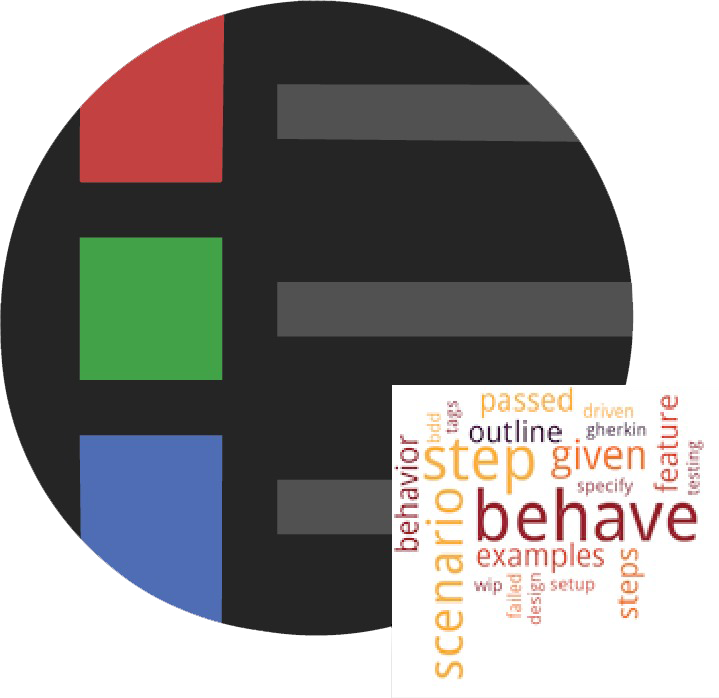 passed
driven
bdd
tags
outline
gherkin
feature
behavior
step
given
testing
specify
behave
scenario
examples
steps
wip
failed
design
setup